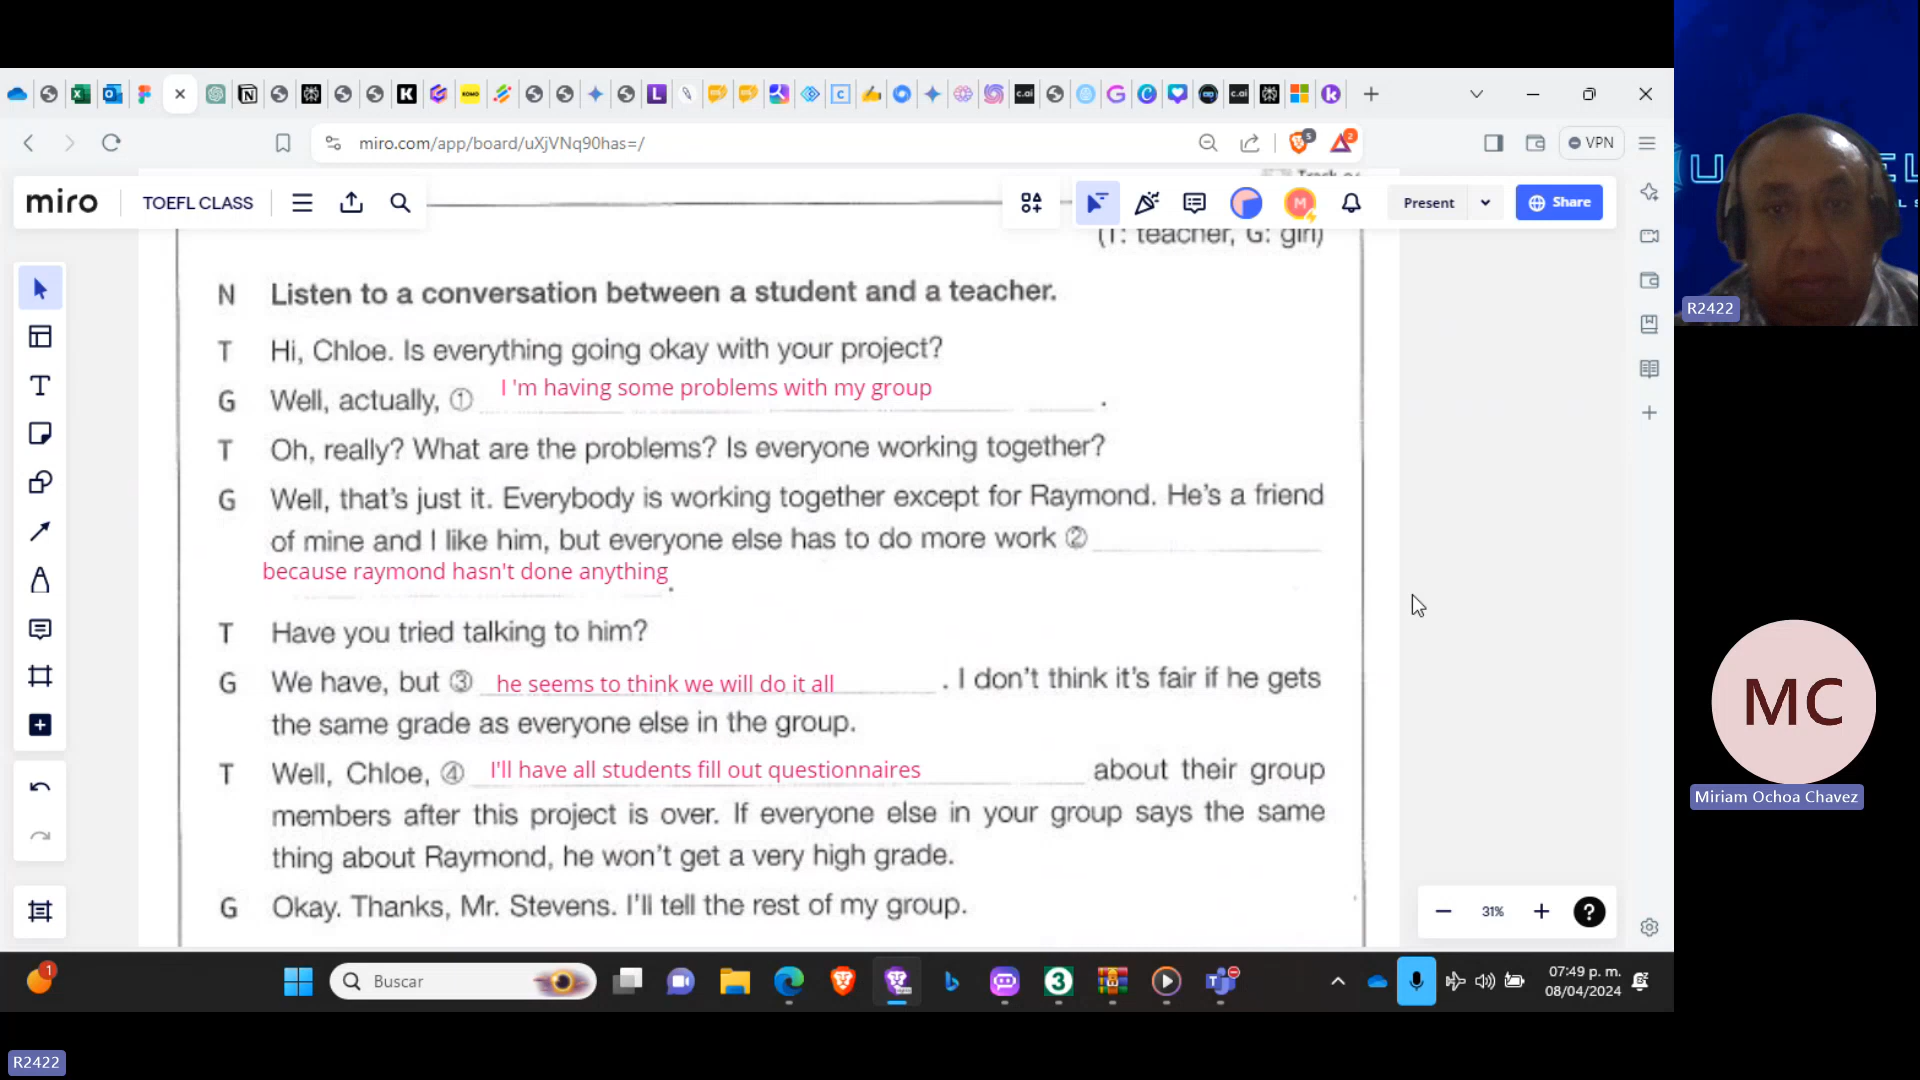 miro.com/app/board/uXjVNq90has=/
5
2
VPN
miro
TOEFL CLASS
M
Present
Share
(T: teacher, G: girl)
R2422
N Listen to a conversation between a student and a teacher.
T Hi, Chloe. Is everything going okay with your project?
G Well, actually, ① I 'm having some problems with my group .
T Oh, really? What are the problems? Is everyone working together?
G Well, that's just it. Everybody is working together except for Raymond. He's a friend
of mine and I like him, but everyone else has to do more work ②
because raymond hasn't done anything .
T Have you tried talking to him?
G We have, but ③ he seems to think we will do it all . I don't think it's fair if he gets
the same grade as everyone else in the group.
T Well, Chloe, ④ I'll have all students fill out questionnaires about their group
members after this project is over. If everyone else in your group says the same
thing about Raymond, he won't get a very high grade.
G Okay. Thanks, Mr. Stevens. I'll tell the rest of my group.
31%
MC
Miriam Ochoa Chavez
1
Buscar
07:49 p. m.
08/04/2024
R2422